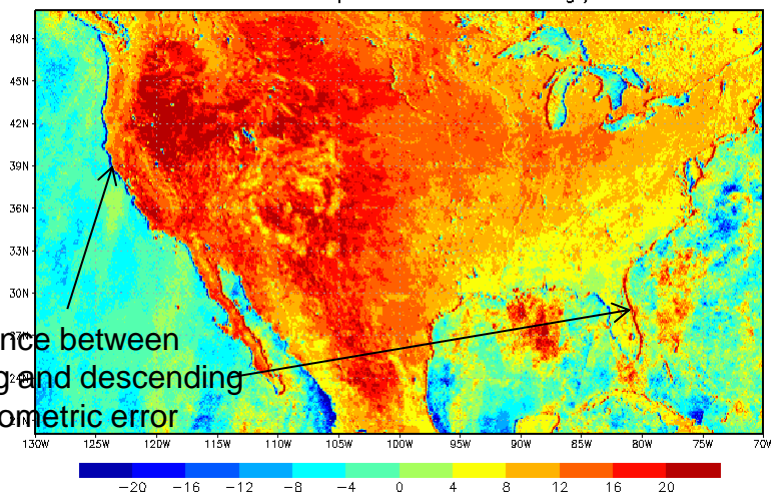 48N
45N
42N
39N
36N
33N
30N
nce between
g and descending
ometric error
130W 125W 120W 115W 110W 105W 100W 95W 90W 85W 80W 75W 70W
−20 −16 −12 −8 −4 0 4 8 12 16 20